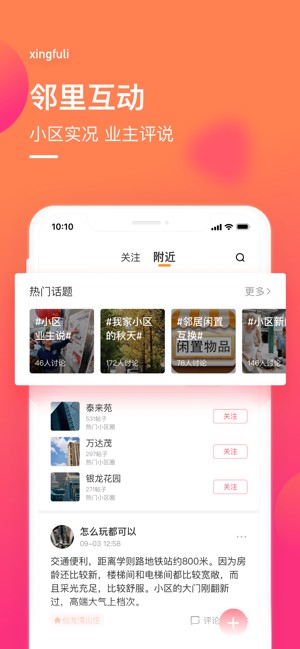 xingfuli
邻里互动
小区实况 业主评说
10:10
关注 附近
热门话题 更多
#小区
业主说#
46人讨论
#我家小区
的秋天#
172人讨论
#邻居闲置
互换#
闲置物品
76人讨论
#小区新
146人讨论
泰来苑
531帖子
热门小区圈
关注
万达茂
297帖子
热门小区圈
关注
银龙花园
271帖子
热门小区圈
关注
怎么玩都可以
09-03 12:58
交通便利，距离学则路地铁站约800米。因为房
龄还比较新，楼梯间和电梯间都比较宽敞，而
且采光充足，比较舒服。小区的大门刚翻新
过，高端大气上档次。
评论